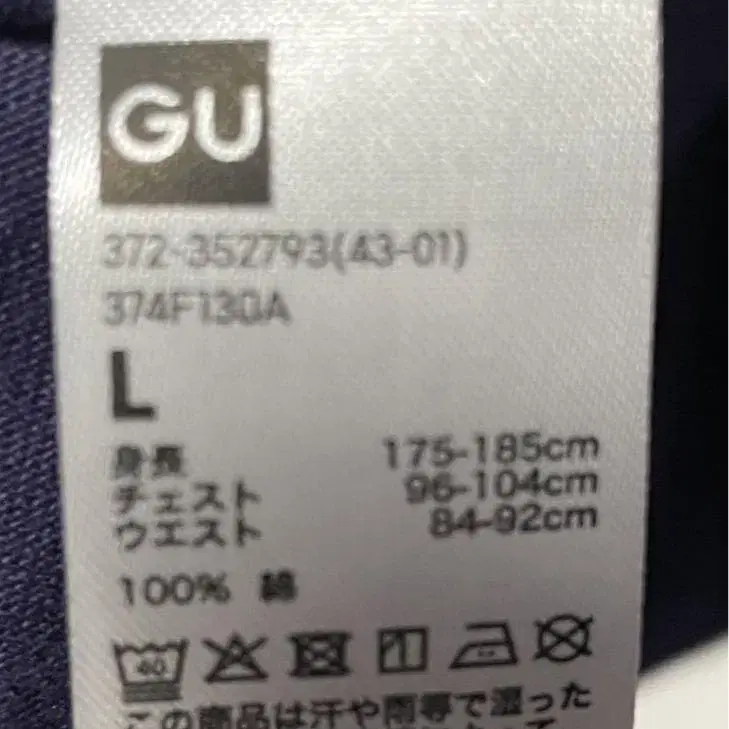 GU
372-352793(43-01)
374F130A
L
身長 175-185cm
チェスト 96-104cm
ウエスト 84-92cm
100% 綿
40
この商品は汗や雨等で湿った